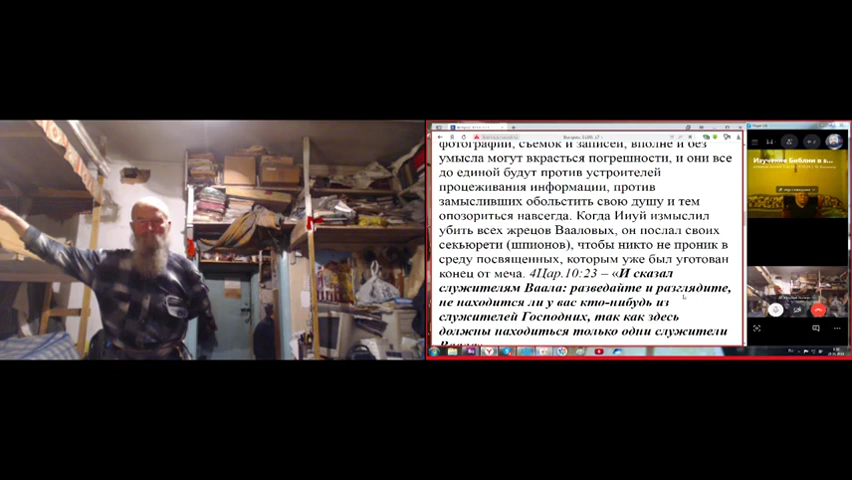 фотографии, съемок и записей, вполне и без
умысла могут вкрасться погрешности, и они все
до единой будут против устроителей
процеживания информации, против
замысливших обольстить свою душу и тем
опозориться навсегда. Когда Ииуй измыслил
убить всех жрецов Вааловых, он послал своих
секьюрети (шпионов), чтобы никто не проник в
среду посвященных, которым уже был уготован
конец от меча. 4Цар.10:23 – «И сказал
служителям Ваала: разведайте и разглядите,
не находится ли у вас кто-нибудь из
служителей Господних, так как здесь
должны находиться только одни служители
Изучение Библии в в...